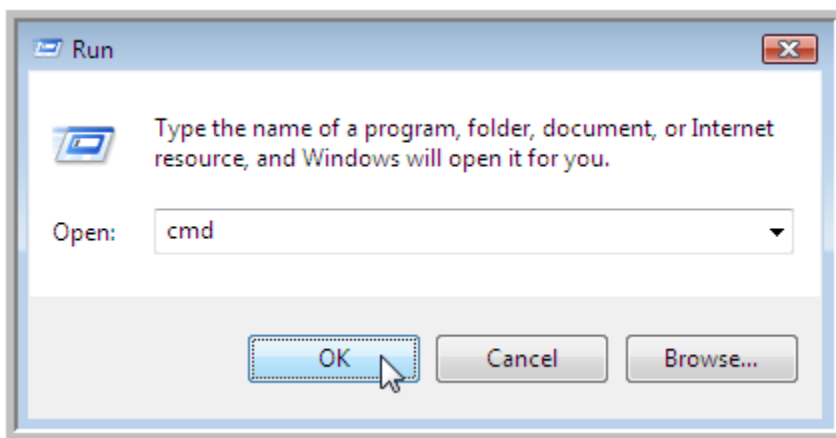 Run
Type the name of a program, folder, document, or Internet
resource, and Windows will open it for you.
Open: cmd
OK Cancel Browse...